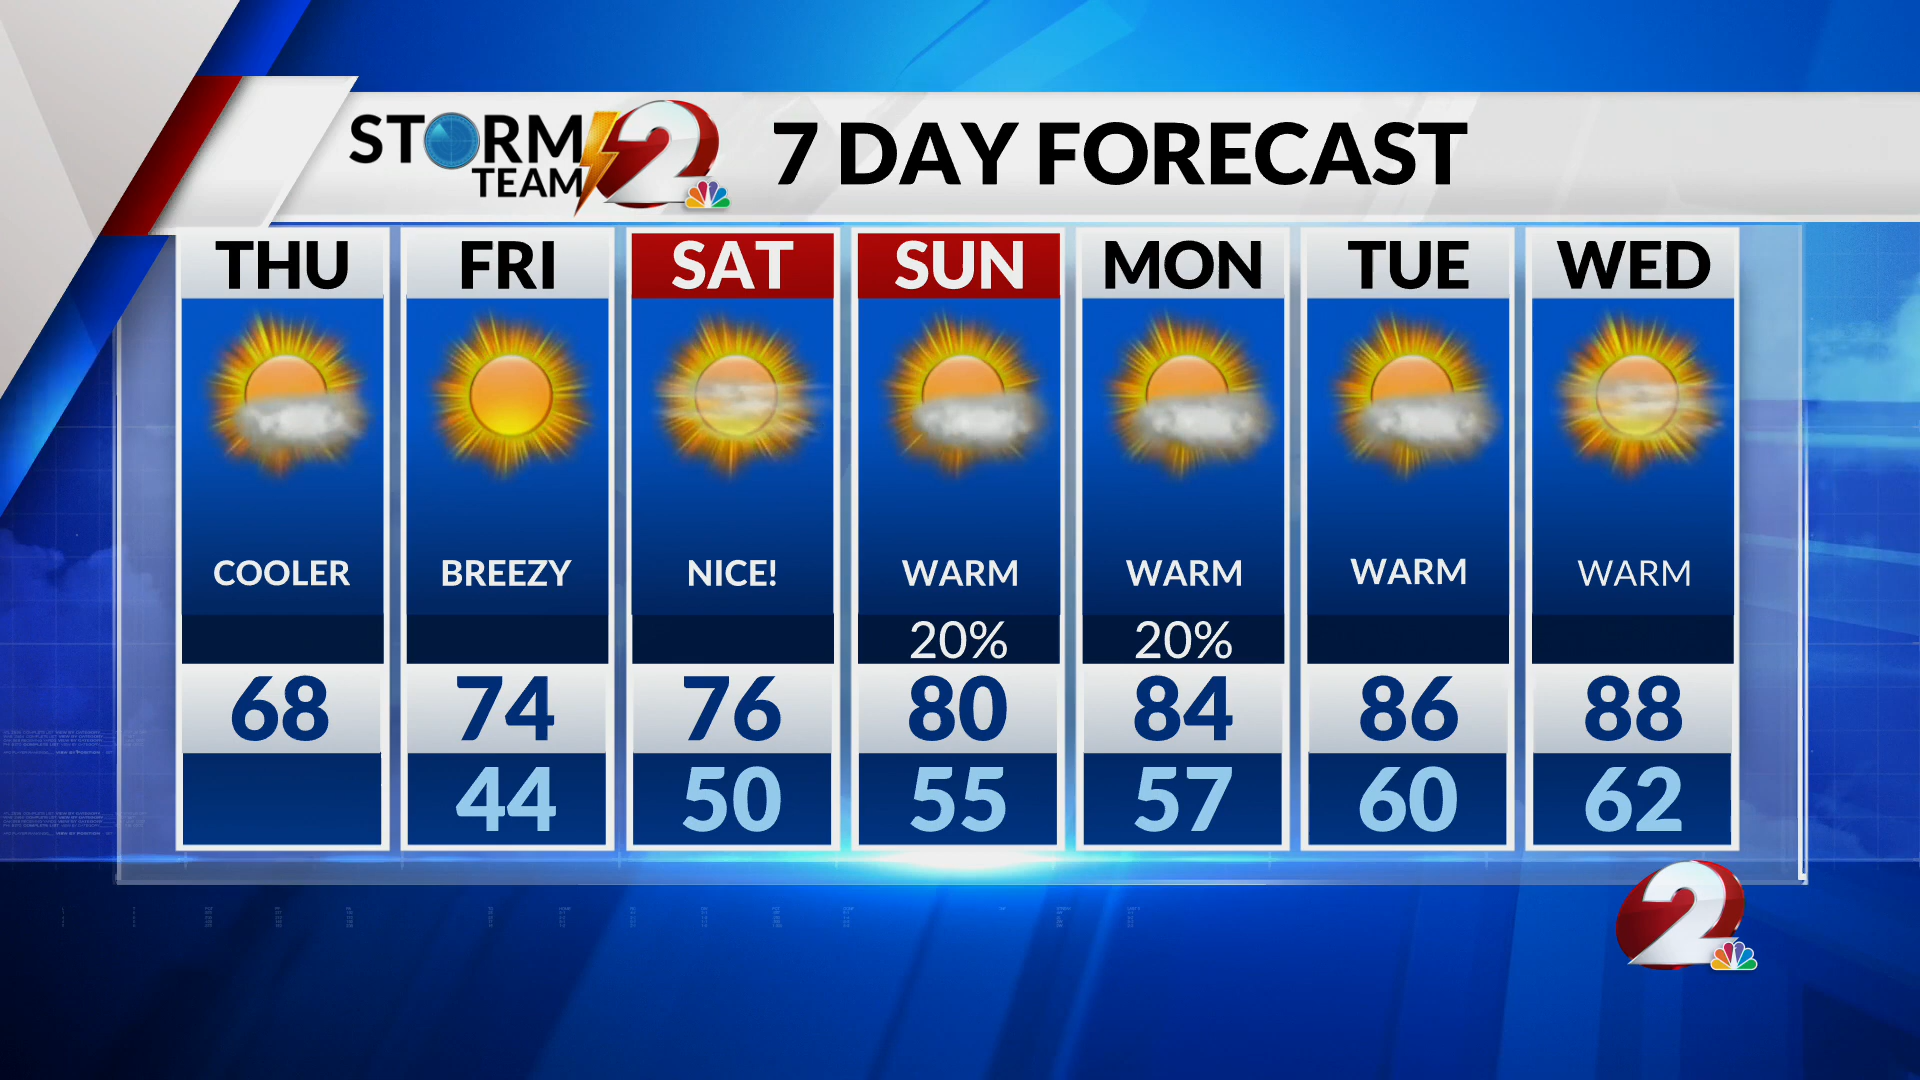 STORM
TEAM
2
7 DAY FORECAST
THU FRI SAT SUN MON TUE WED
COOLER BREEZY NICE! WARM WARM WARM WARM
20% 20%
68 74 76 80 84 86 88
44 50 55 57 60 62
2